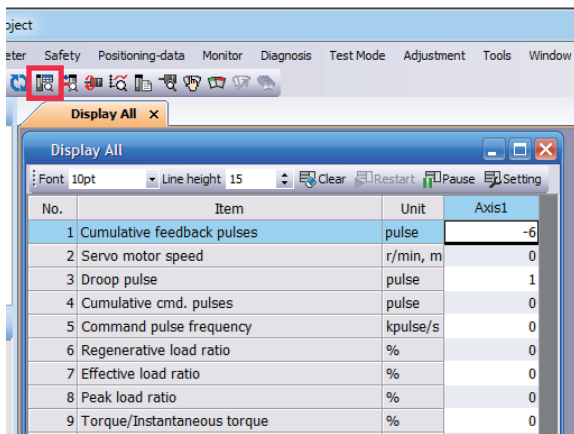 oject
eter Safety Positioning-data Monitor Diagnosis Test Mode Adjustment Tools Window
Display All ×
Display All
Font 10pt Line height 15 Clear Restart Pause Setting
No. Item Unit Axis1
1 Cumulative feedback pulses pulse -6
2 Servo motor speed r/min, m 0
3 Droop pulse pulse 1
4 Cumulative cmd. pulses pulse 0
5 Command pulse frequency kpulse/s 0
6 Regenerative load ratio % 0
7 Effective load ratio % 0
8 Peak load ratio % 0
9 Torque/Instantaneous torque % 0